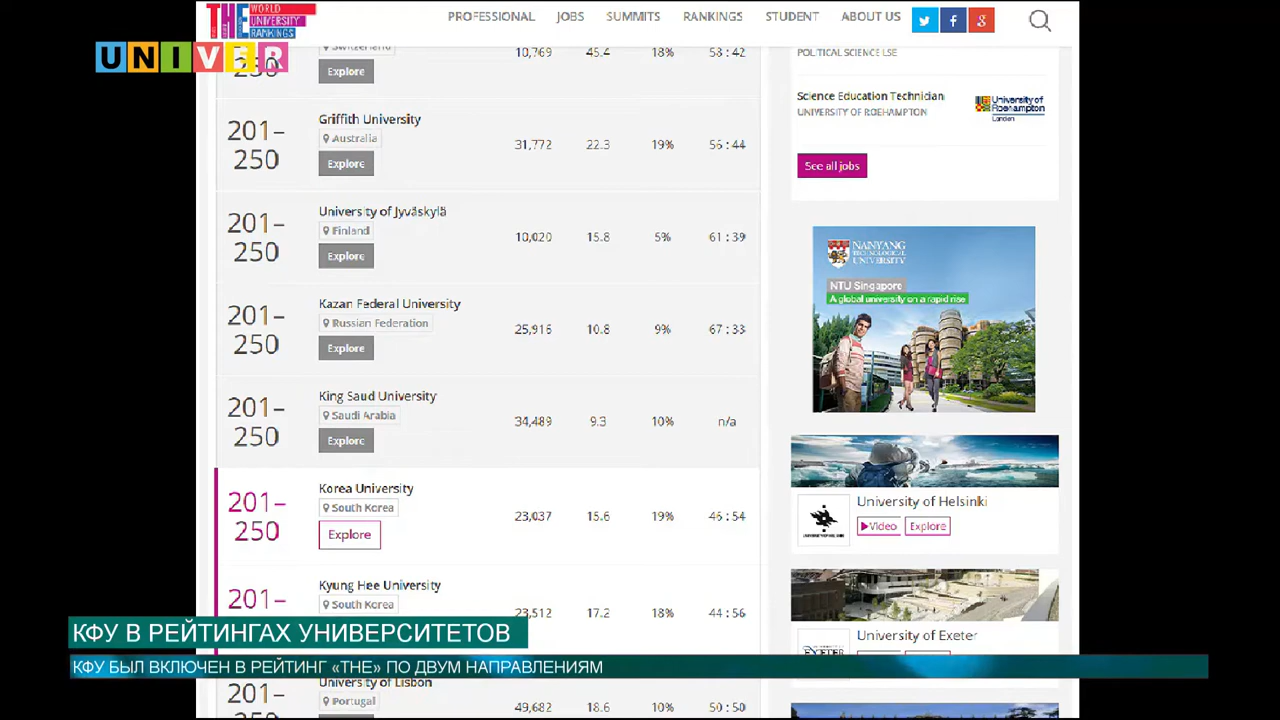 THE WORLD
UNIVERSITY
RANKINGS
PROFESSIONAL JOBS SUMMITS RANKINGS STUDENT ABOUT US
UNIVER
250
Switzerland
Explore
10,769 45.4 18% 58 : 42
201–
250
Griffith University
Australia
Explore
31,772 22.3 19% 56 : 44
201–
250
University of Jyväskylä
Finland
Explore
10,020 15.8 5% 61 : 39
201–
250
Kazan Federal University
Russian Federation
Explore
25,916 10.8 9% 67 : 33
201–
250
King Saud University
Saudi Arabia
Explore
34,489 9.3 10% n/a
201–
250
Korea University
South Korea
Explore
23,037 15.6 19% 46 : 54
201–
Kyung Hee University
South Korea
23,512 17.2 18% 44 : 56
201–
250
University of Lisbon
Portugal
49,682 18.6 10% 50 : 50
POLITICAL SCIENCE LSE
Science Education Technician
UNIVERSITY OF ROEHAMPTON
University of
Roehampton
London
See all jobs
NANYANG
TECHNOLOGICAL
UNIVERSITY
NTU Singapore
A global university on a rapid rise
University of Helsinki
Video Explore
University of Exeter
EXETER
КФУ В РЕЙТИНГАХ УНИВЕРСИТЕТОВ
КФУ БЫЛ ВКЛЮЧЕН В РЕЙТИНГ «THE» ПО ДВУМ НАПРАВЛЕНИЯМ